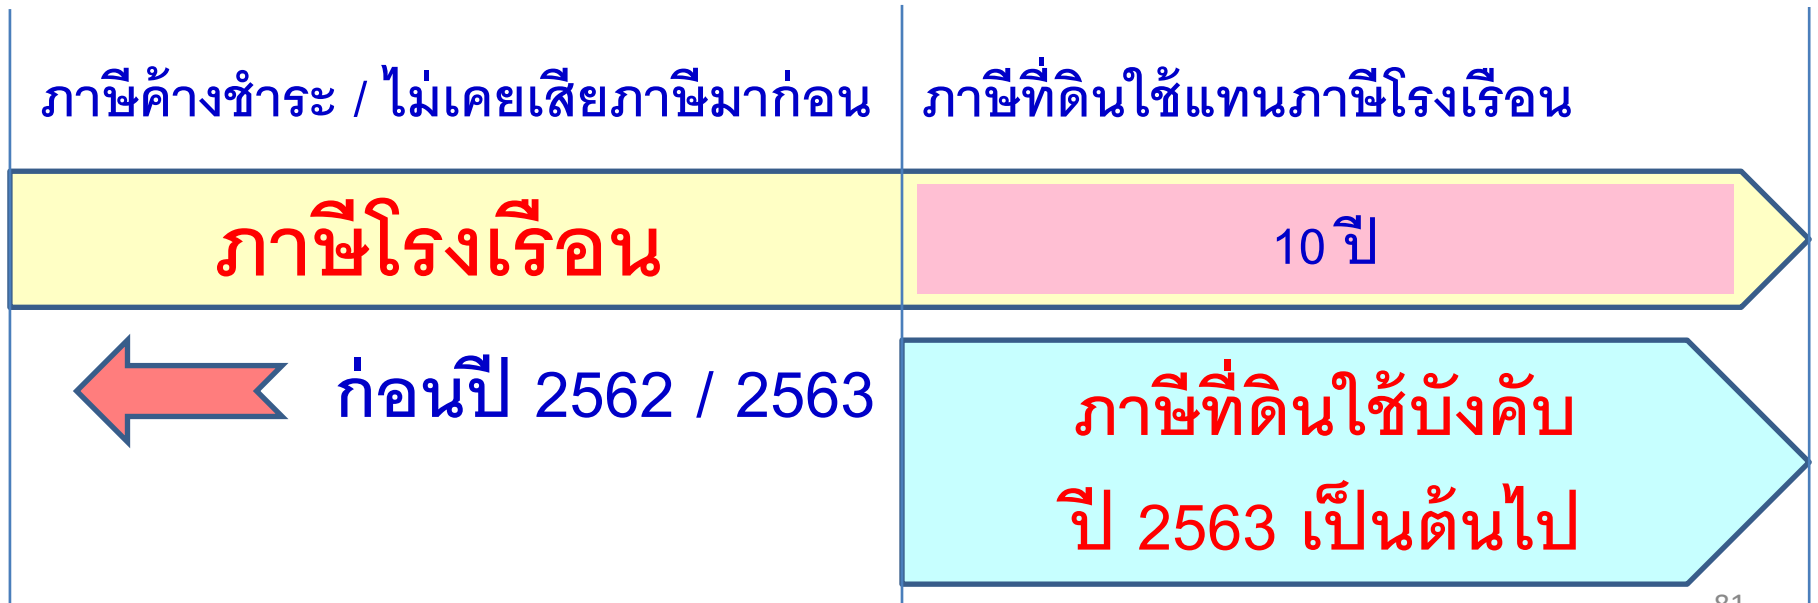 ภาษีค้างชำระ / ไม่เคยเสียภาษีมาก่อน
ภาษีที่ดินใช้แทนภาษีโรงเรือน
ภาษีโรงเรือน
10 ปี
ก่อนปี 2562 / 2563
ภาษีที่ดินใช้บังคับ
ปี 2563 เป็นต้นไป
81